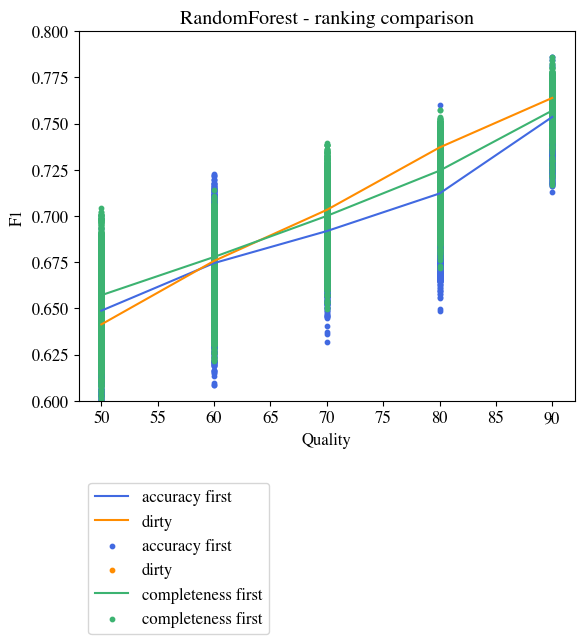 RandomForest - ranking comparison
0.800
0.775
0.750
0.725
0.700
0.675
0.650
0.625
0.600
F1
50 55 60 65 70 75 80 85 90
Quality
accuracy first
dirty
accuracy first
dirty
completeness first
completeness first